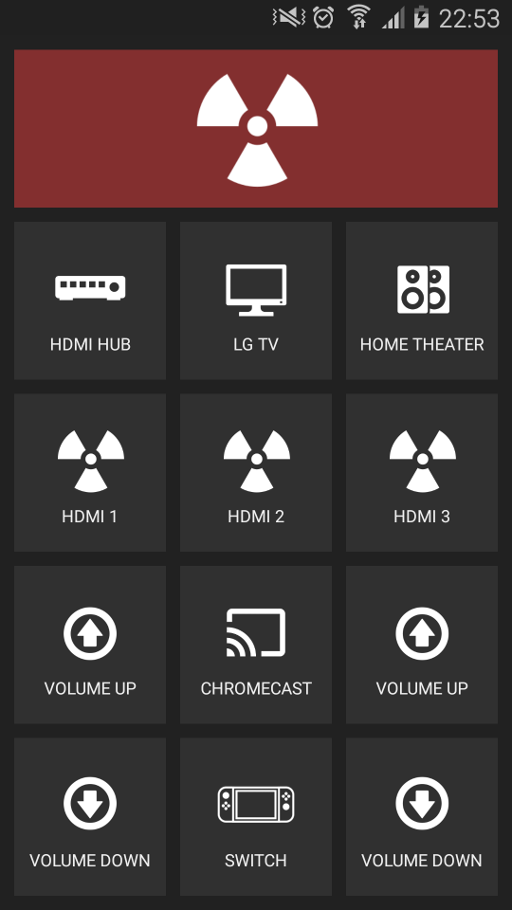 22:53
HDMI HUB
LG TV
HOME THEATER
HDMI 1
HDMI 2
HDMI 3
VOLUME UP
CHROMECAST
VOLUME UP
VOLUME DOWN
SWITCH
VOLUME DOWN